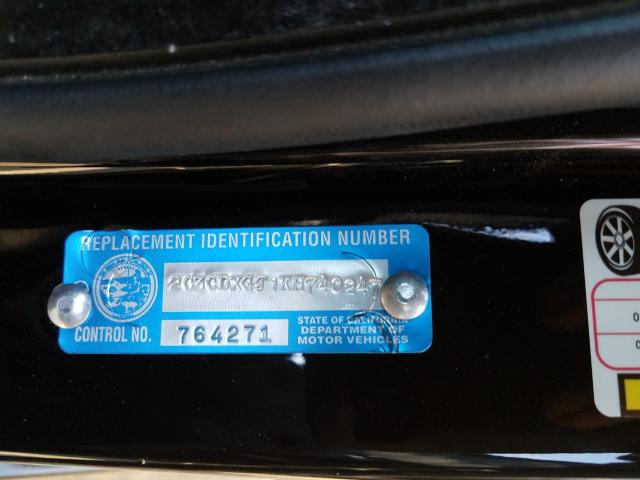 REPLACEMENT IDENTIFICATION NUMBER
CONTROL NO. 764271
STATE OF CALIFORNIA
DEPARTMENT OF
MOTOR VEHICLES